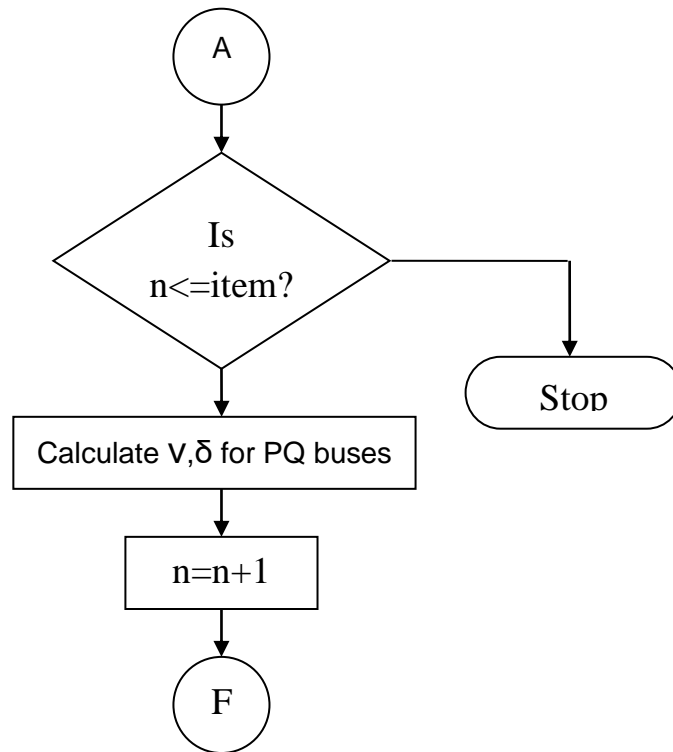 A
Is
n<=item?
Stop
Calculate V,δ for PQ buses
n=n+1
F